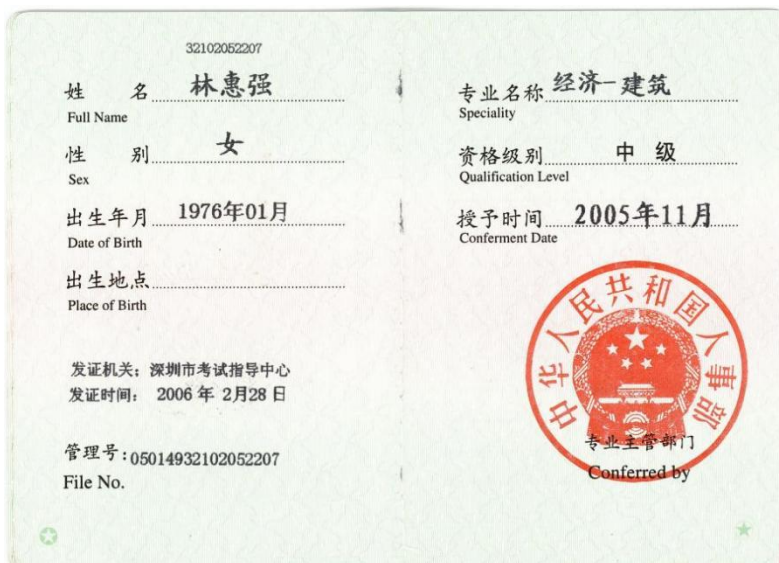 32102052207
姓 名 林惠强
Full Name
性 别 女
Sex
出生年月 1976年01月
Date of Birth
出生地点
Place of Birth
发证机关：深圳市考试指导中心
发证时间： 2006 年 2月28 日
管理号：05014932102052207
File No.
专业名称 经济-建筑
Speciality
资格级别 中 级
Qualification Level
授予时间 2005年11月
Conferment Date
中华人民共和国人事部
专业主管部门
Conferred by